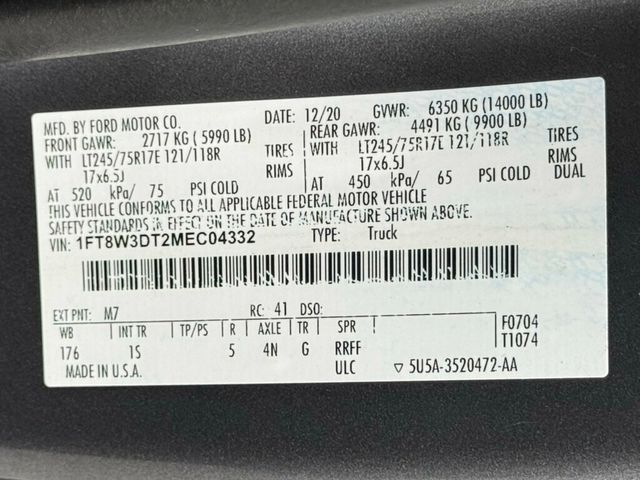 MFD. BY FORD MOTOR CO. DATE: 12/20 GVWR: 6350 KG (14000 LB)
FRONT GAWR: 2717 KG ( 5990 LB) REAR GAWR: 4491 KG ( 9900 LB)
WITH LT245/75R17E 121/118R TIRES WITH LT245/75R17E 121/118R TIRES
17x6.5J RIMS 17x6.5J RIMS
AT 520 kPa/ 75 PSI COLD AT 450 kPa/ 65 PSI COLD DUAL
THIS VEHICLE CONFORMS TO ALL APPLICABLE FEDERAL MOTOR VEHICLE
SAFETY STANDARDS IN EFFECT ON THE DATE OF MANUFACTURE SHOWN ABOVE.
VIN: 1FT8W3DT2MEC04332 TYPE: Truck
EXT PNT: M7 RC: 41 DSO:
WB INT TR TP/PS R AXLE TR SPR F0704
176 1S 5 4N G RRFF T1074
MADE IN U.S.A. ULC ▽ 5U5A-3520472-AA